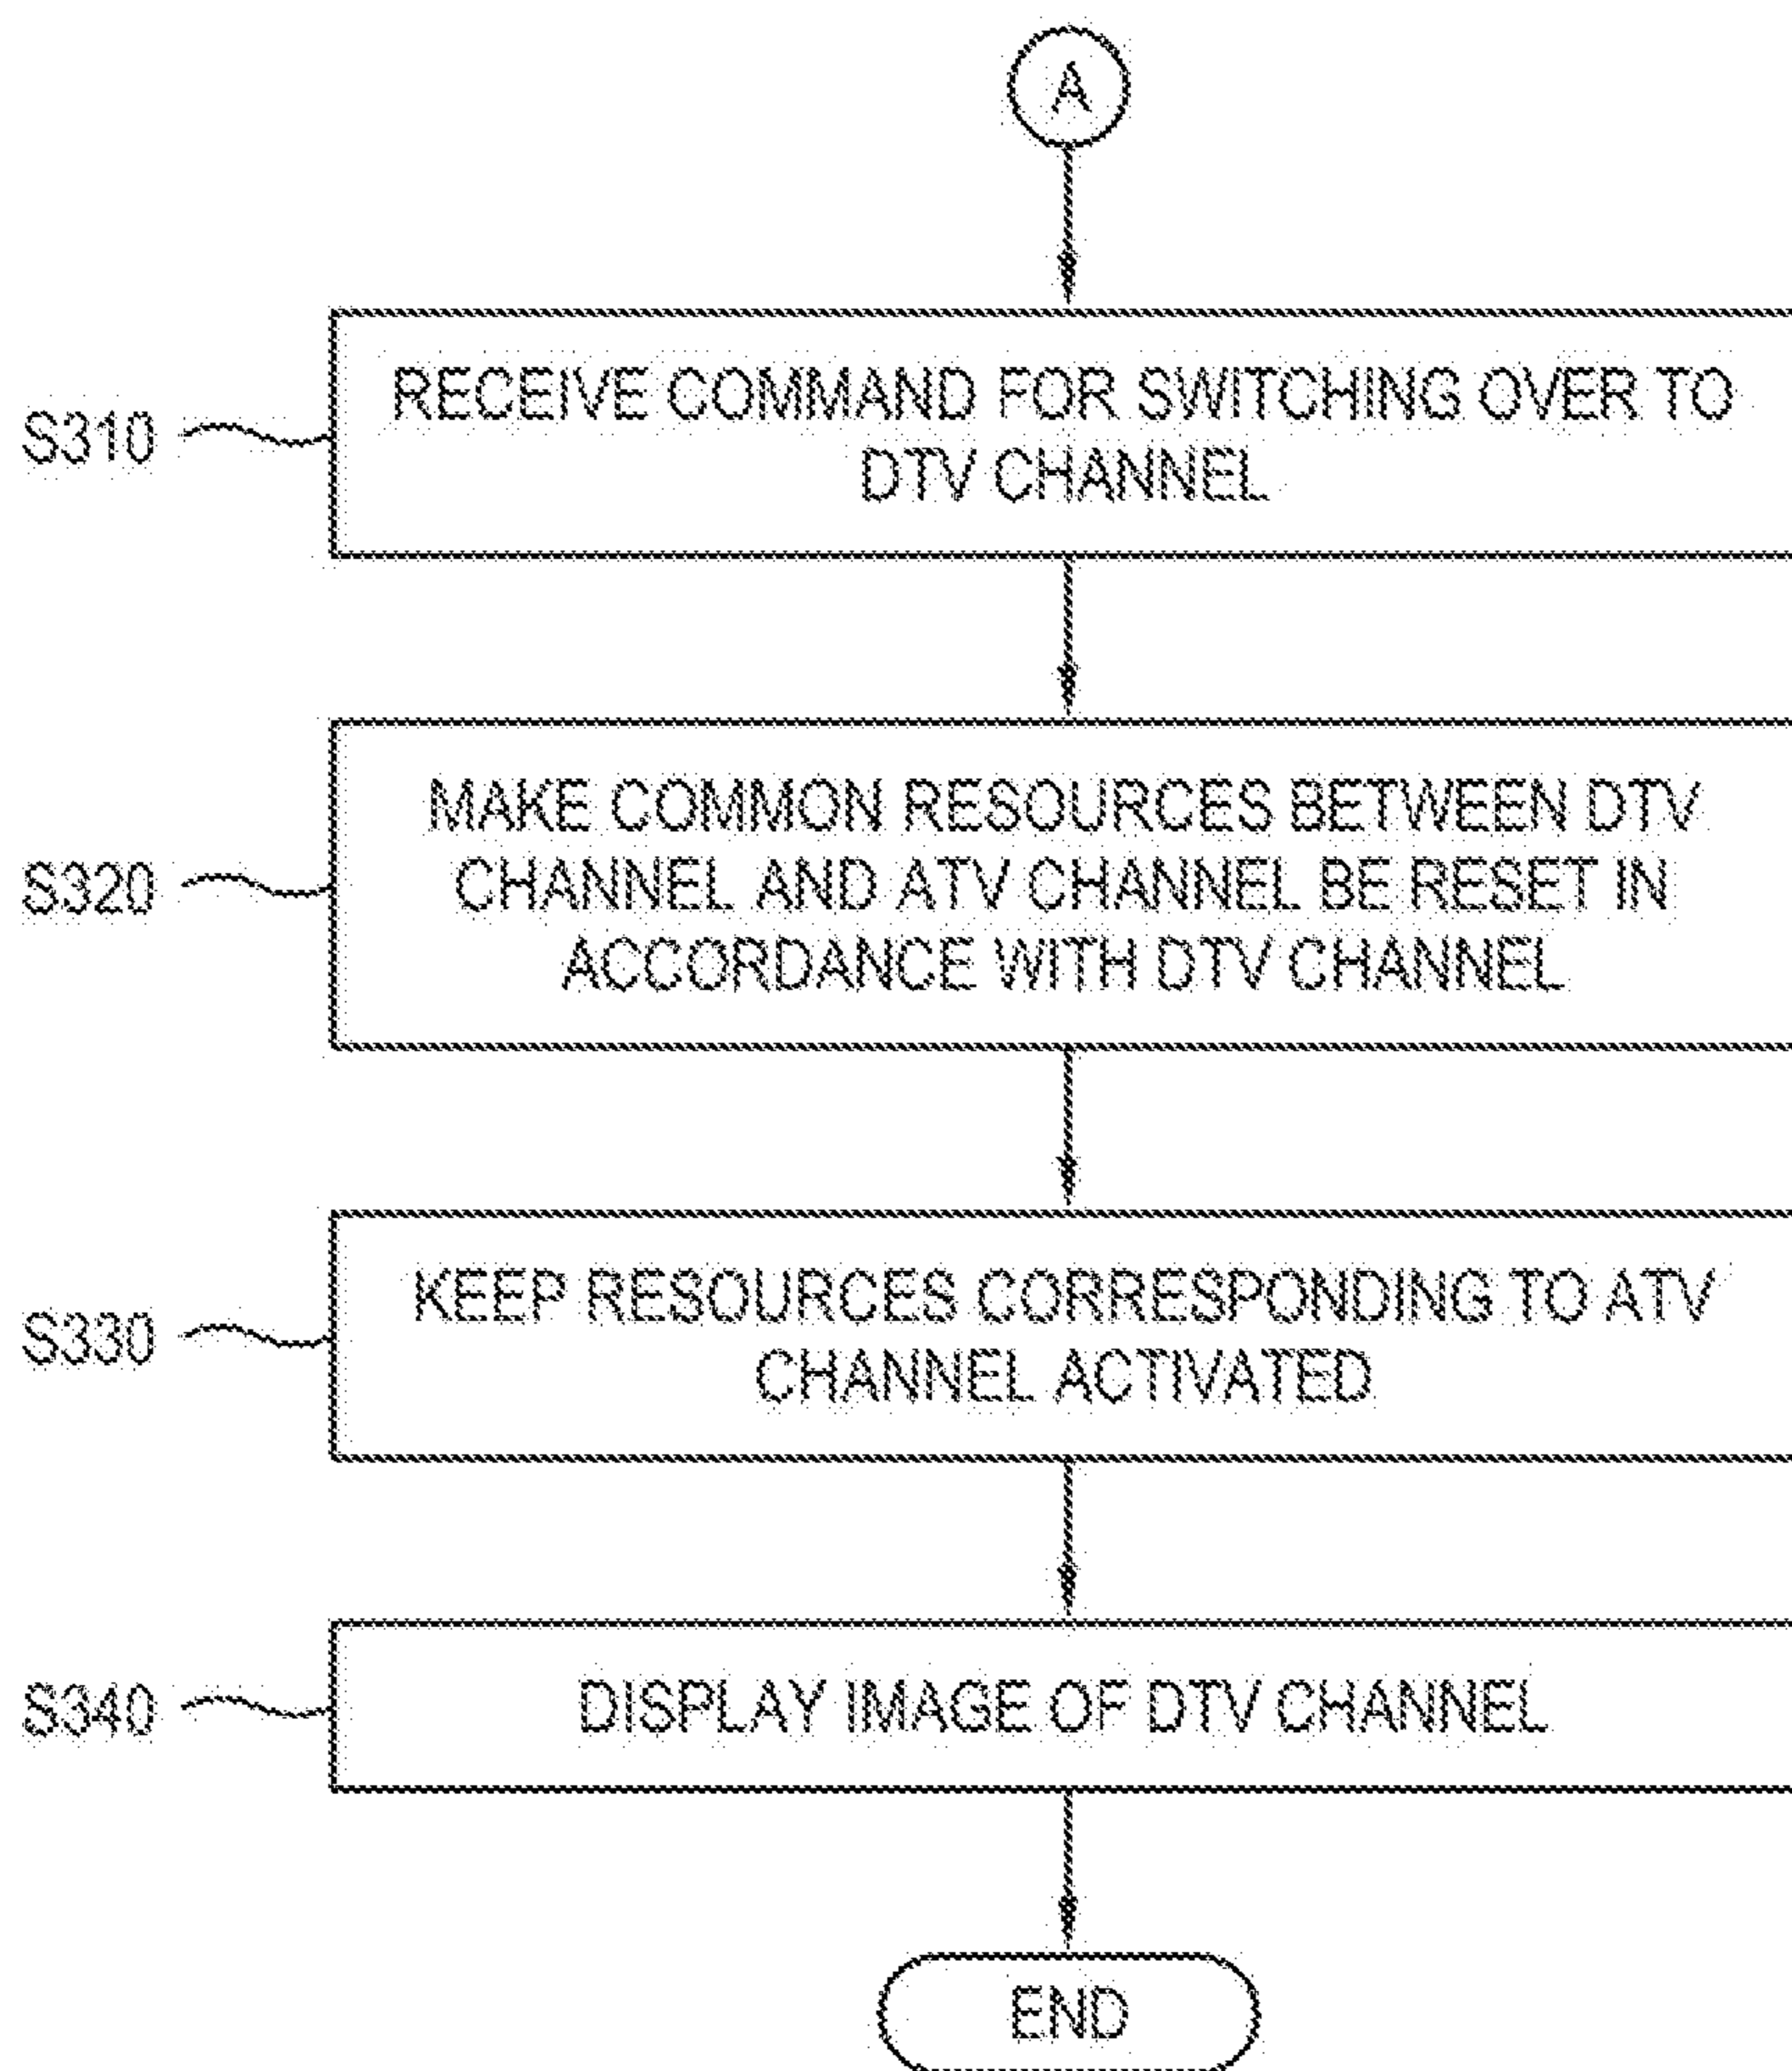 A
S310
RECEIVE COMMAND FOR SWITCHING OVER TO
DTV CHANNEL
S320
MAKE COMMON RESOURCES BETWEEN DTV
CHANNEL AND ATV CHANNEL BE RESET IN
ACCORDANCE WITH DTV CHANNEL
S330
KEEP RESOURCES CORRESPONDING TO ATV
CHANNEL ACTIVATED
S340
DISPLAY IMAGE OF DTV CHANNEL
END